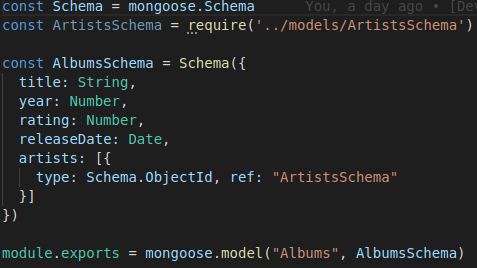 const Schema = mongoose.Schema You, a day ago • [Dev
const ArtistsSchema = require('../models/ArtistsSchema')
const AlbumsSchema = Schema({
title: String,
year: Number,
rating: Number,
releaseDate: Date,
artists: [{
type: Schema.ObjectId, ref: "ArtistsSchema"
}]
})
module.exports = mongoose.model("Albums", AlbumsSchema)